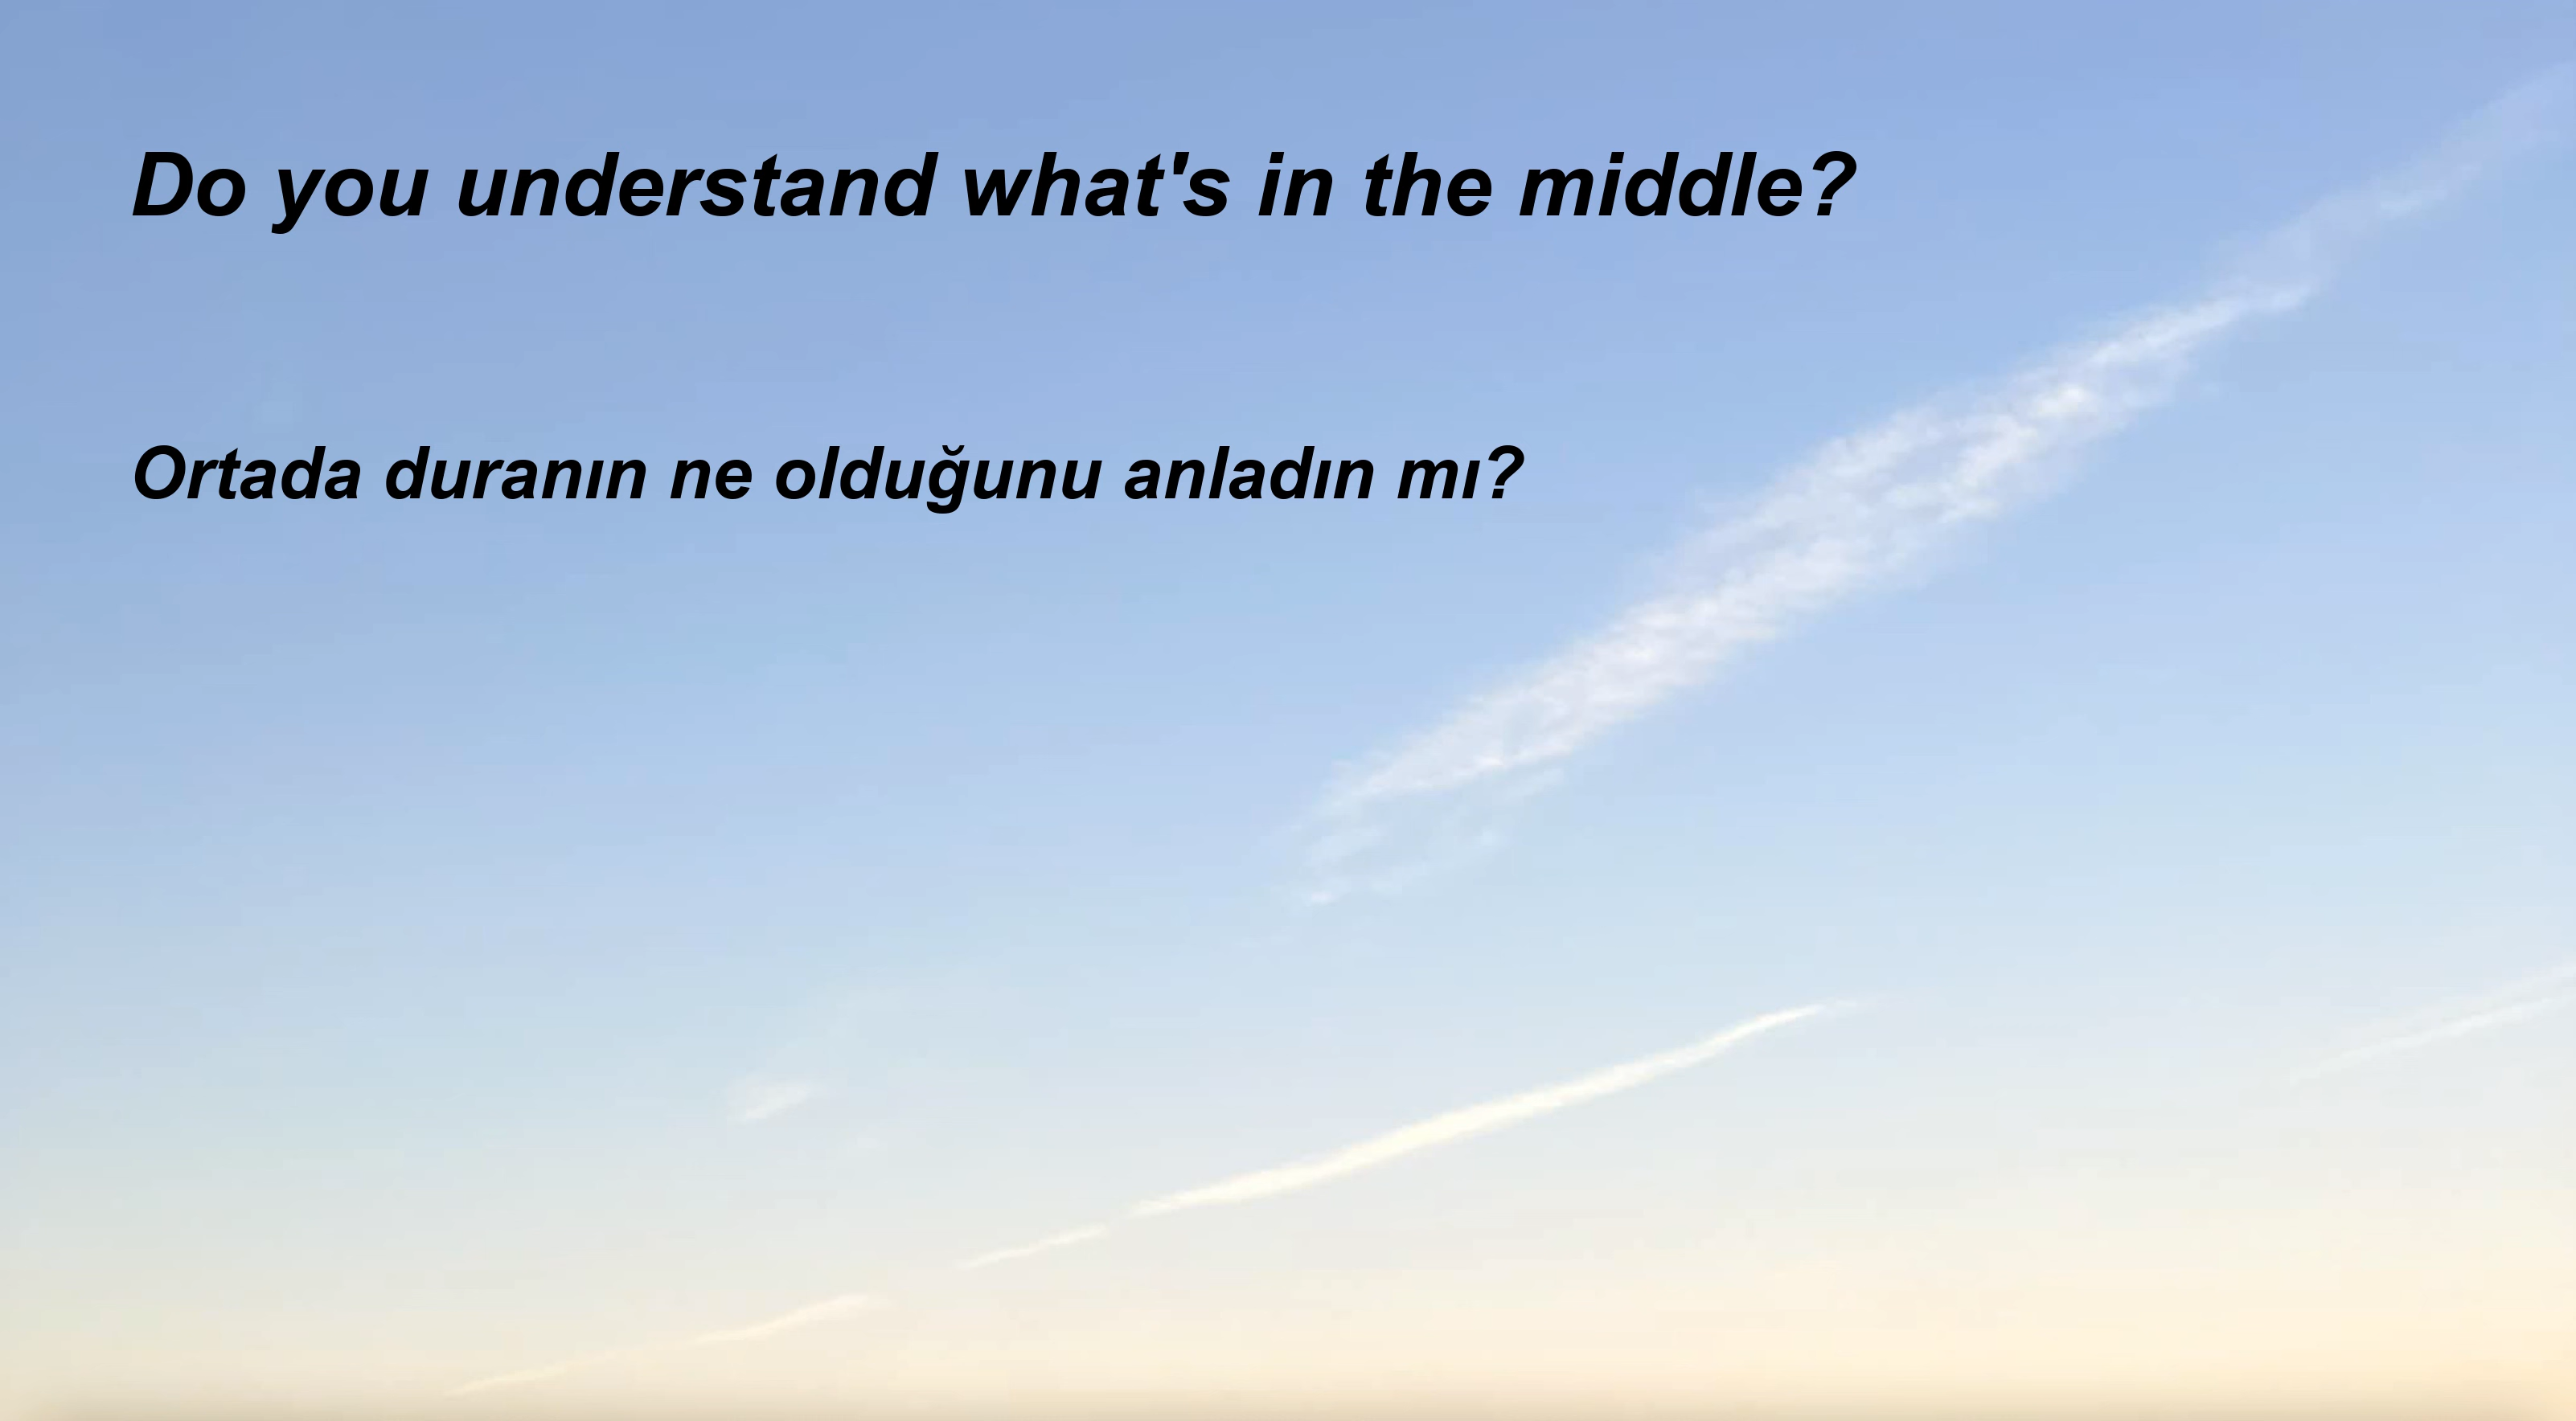 Do you understand what's in the middle?
Ortada duranın ne olduğunu anladın mı?